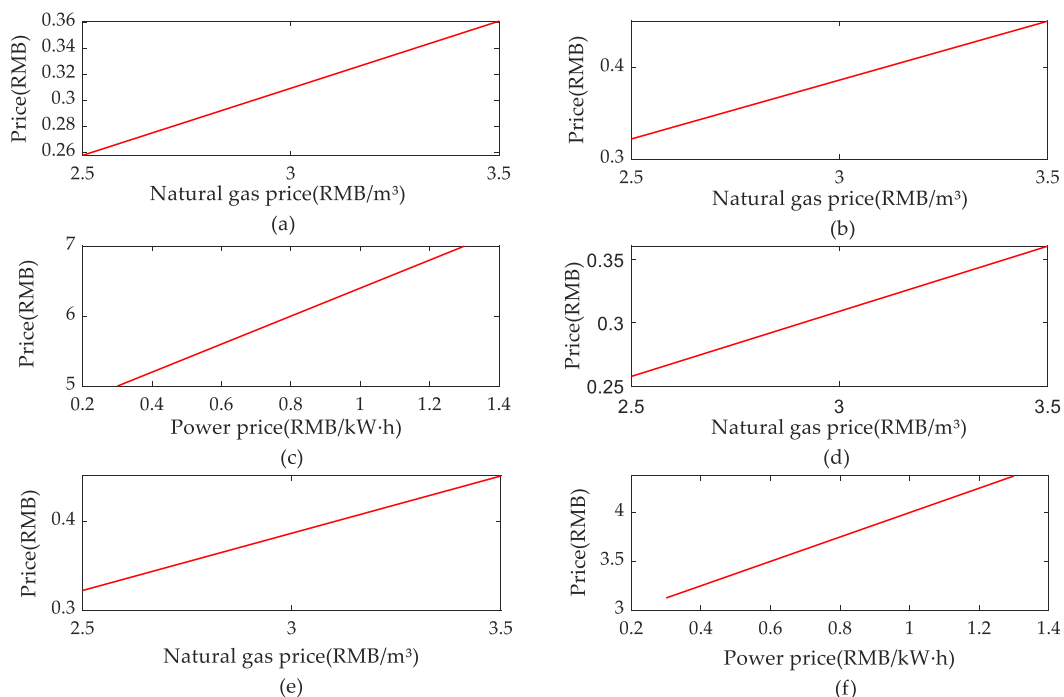 Price(RMB)
0.36
0.34
0.32
0.3
0.28
0.26
2.5 3 3.5
Natural gas price(RMB/m³)
(a)
Price(RMB)
0.4
0.3
2.5 3 3.5
Natural gas price(RMB/m³)
(b)
Price(RMB)
7
6
5
0.2 0.4 0.6 0.8 1 1.2 1.4
Power price(RMB/kW·h)
(c)
Price(RMB)
0.35
0.3
0.25
2.5 3 3.5
Natural gas price(RMB/m³)
(d)
Price(RMB)
0.4
0.3
2.5 3 3.5
Natural gas price(RMB/m³)
(e)
Price(RMB)
4
3.5
3
0.2 0.4 0.6 0.8 1 1.2 1.4
Power price(RMB/kW·h)
(f)